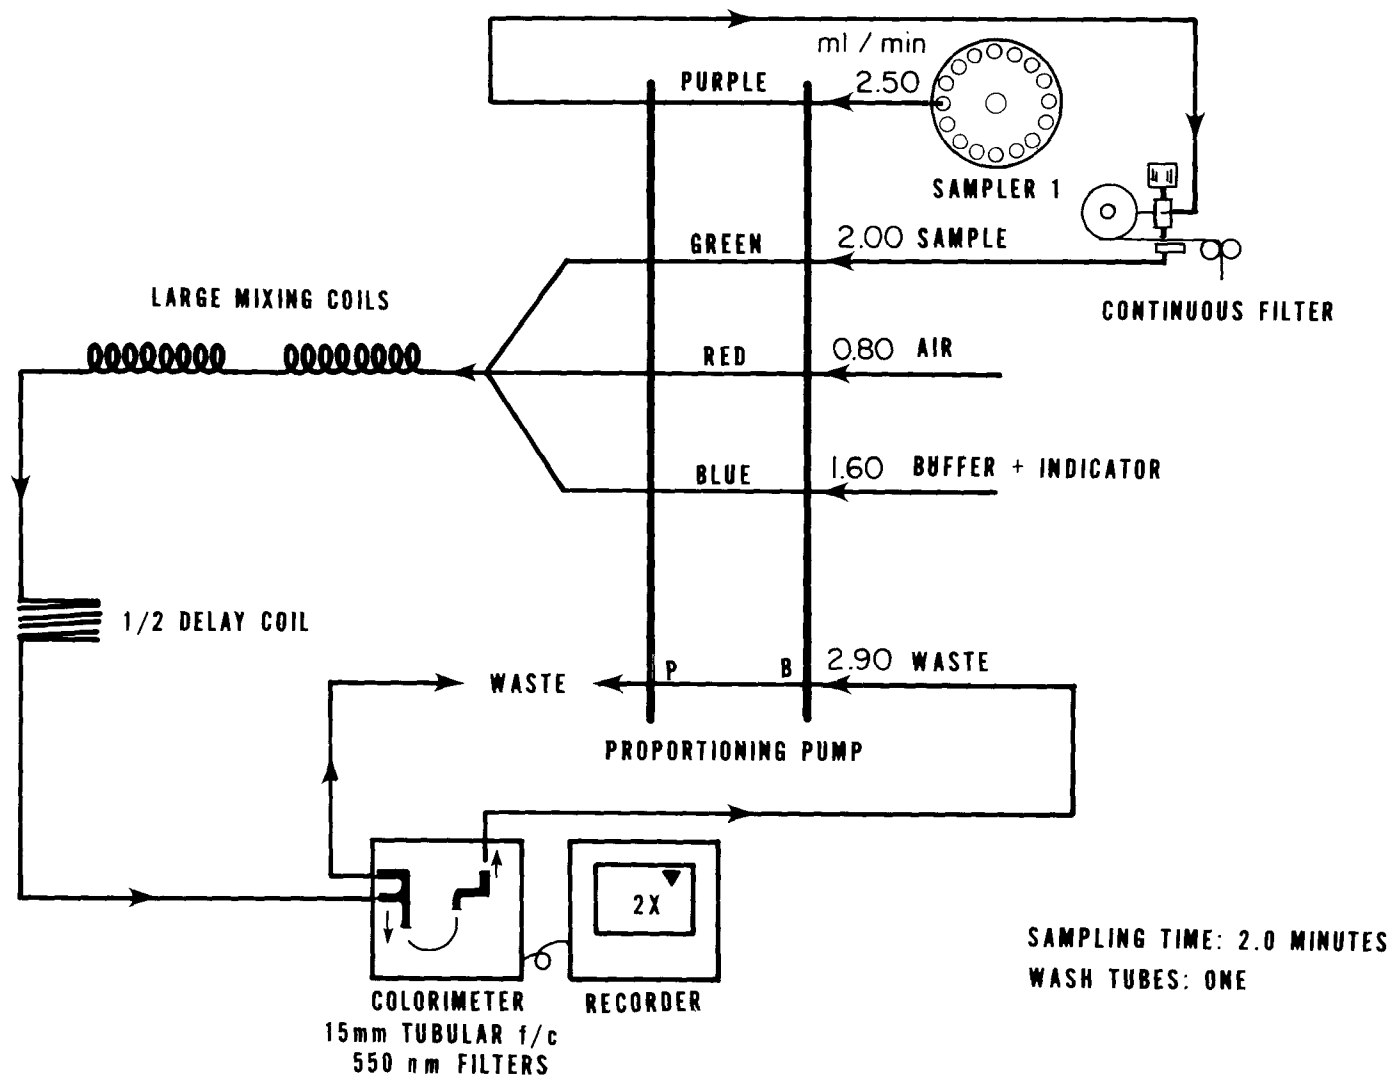 ml / min
PURPLE
2.50
SAMPLER 1
GREEN
2.00 SAMPLE
CONTINUOUS FILTER
LARGE MIXING COILS
RED
0.80 AIR
BLUE
1.60 BUFFER + INDICATOR
1/2 DELAY COIL
WASTE
P
B
2.90 WASTE
PROPORTIONING PUMP
2X
COLORIMETER
15mm TUBULAR f/c
550 nm FILTERS
RECORDER
SAMPLING TIME: 2.0 MINUTES
WASH TUBES: ONE